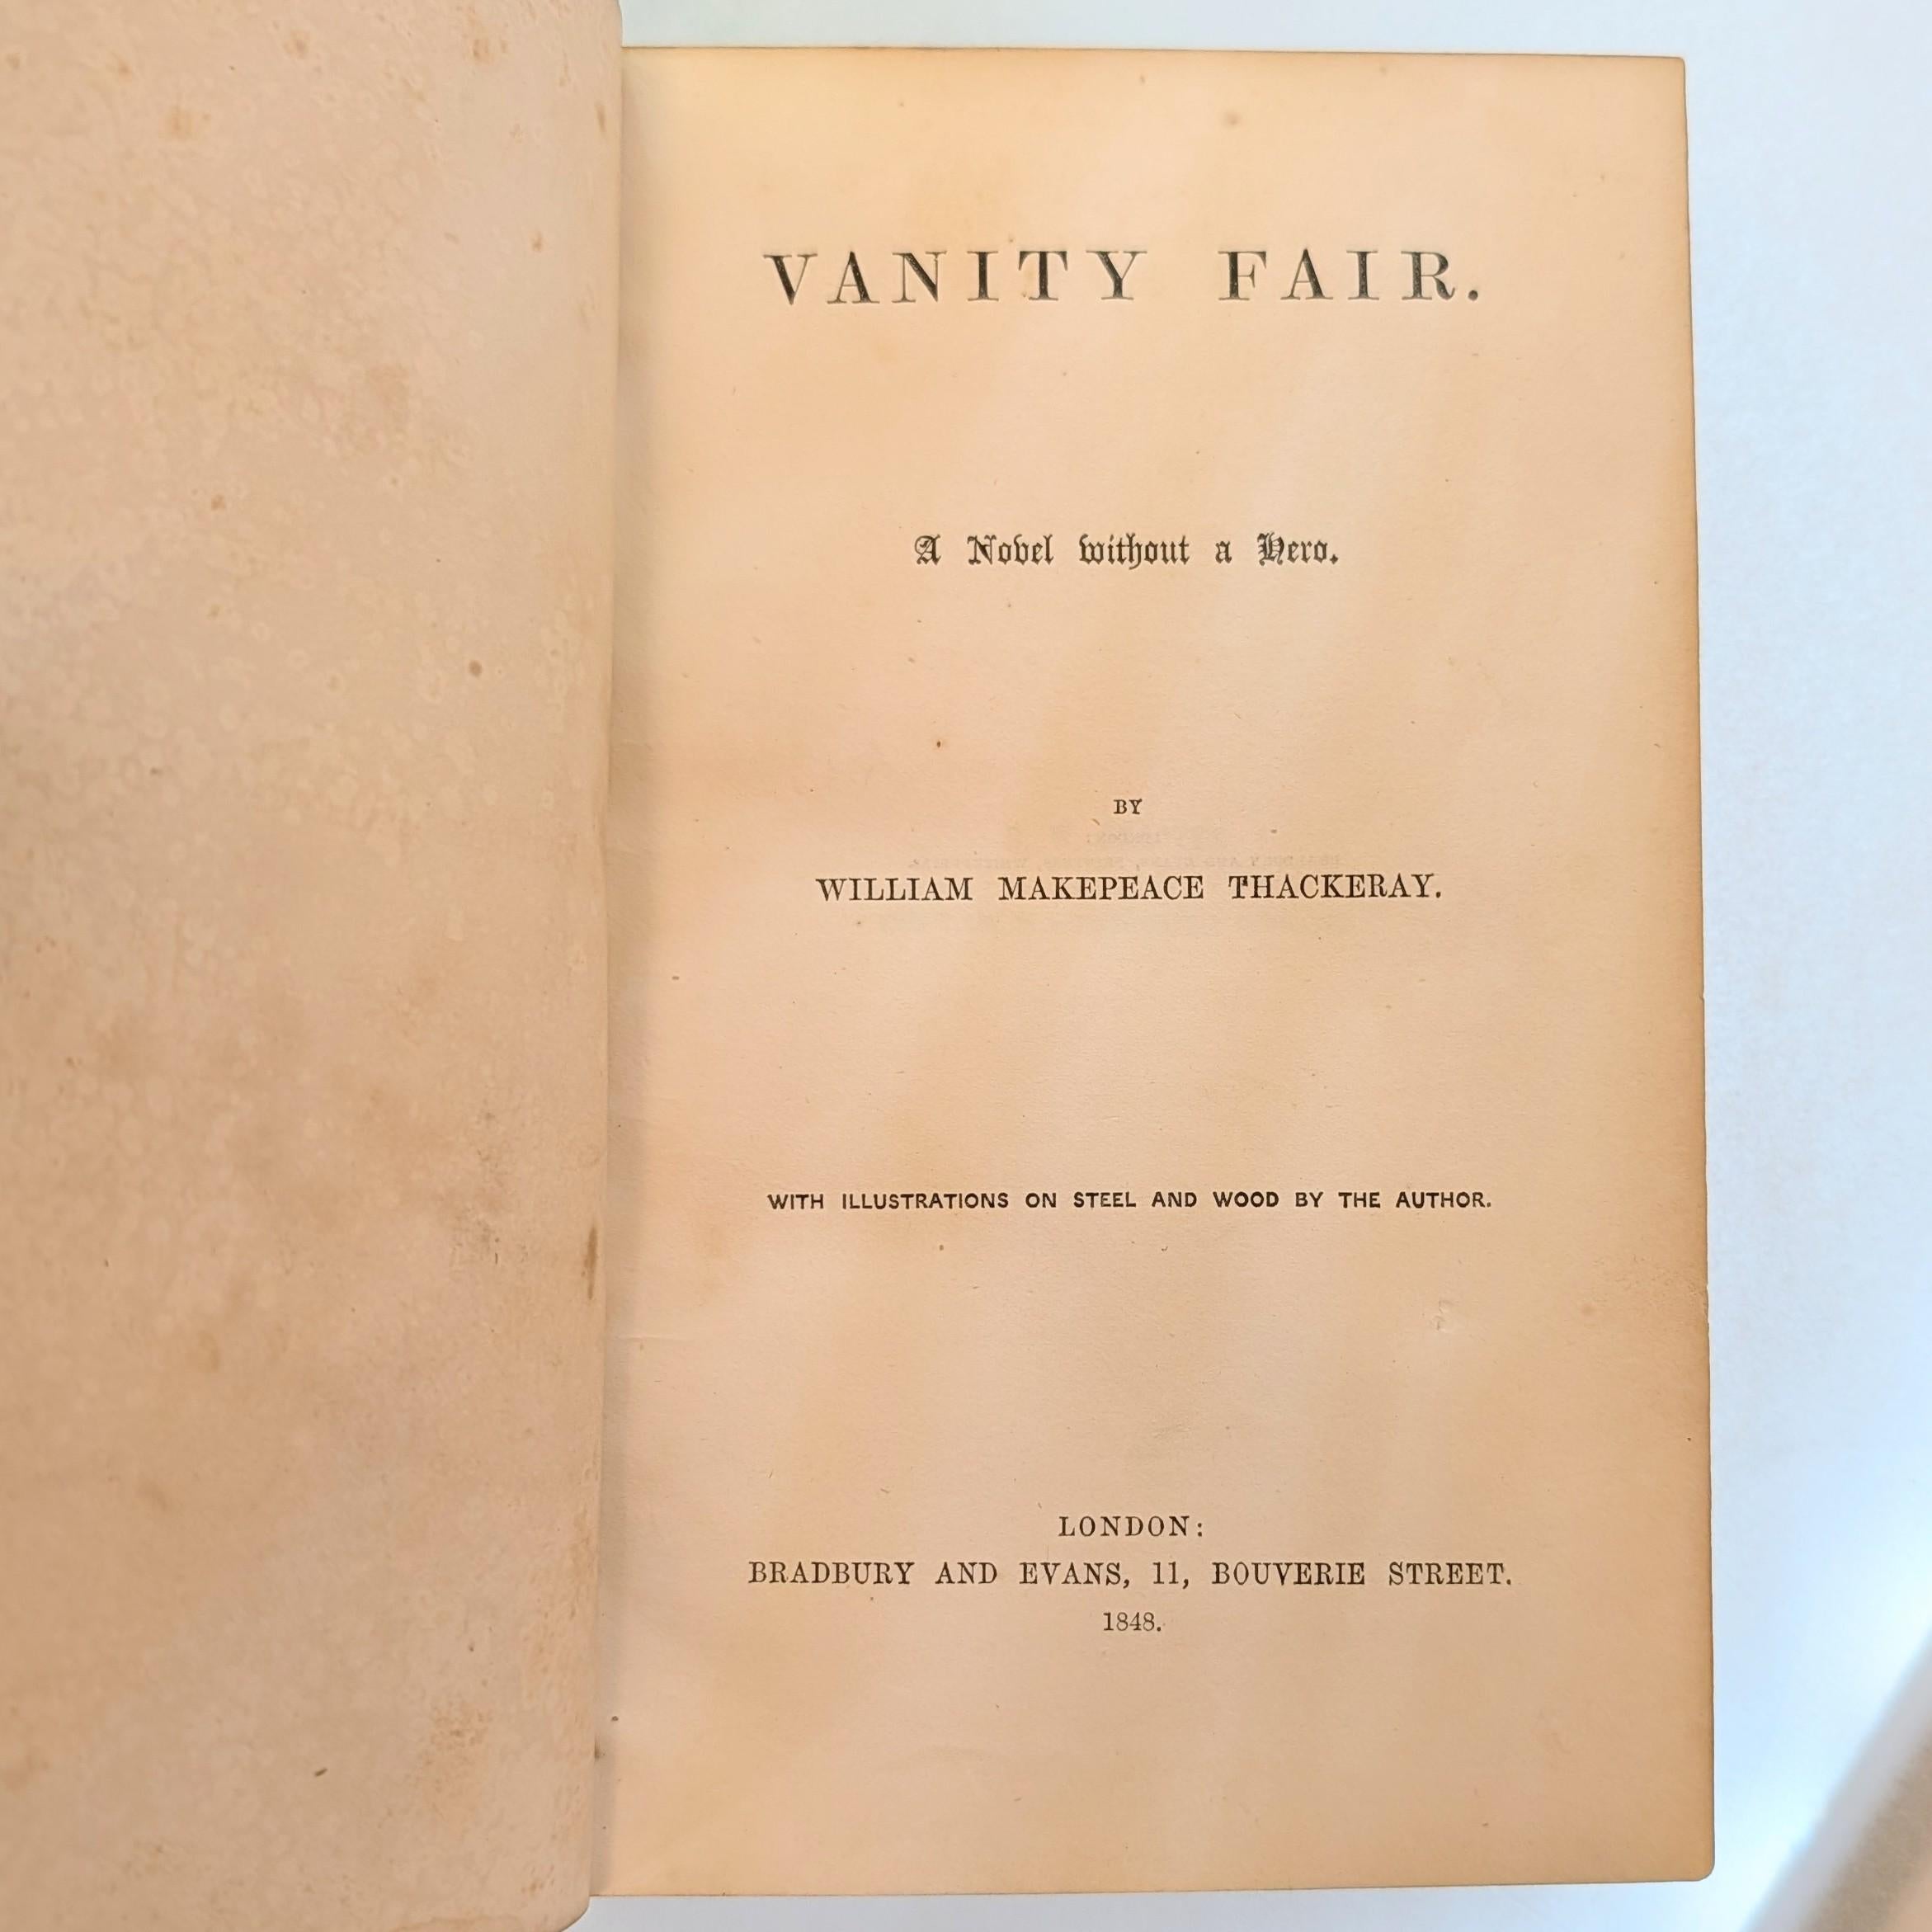 VANITY FAIR.
A Novel without a Hero.
BY
WILLIAM MAKEPEACE THACKERAY.
WITH ILLUSTRATIONS ON STEEL AND WOOD BY THE AUTHOR.
LONDON:
BRADBURY AND EVANS, 11, BOUVERIE STREET.
1848.